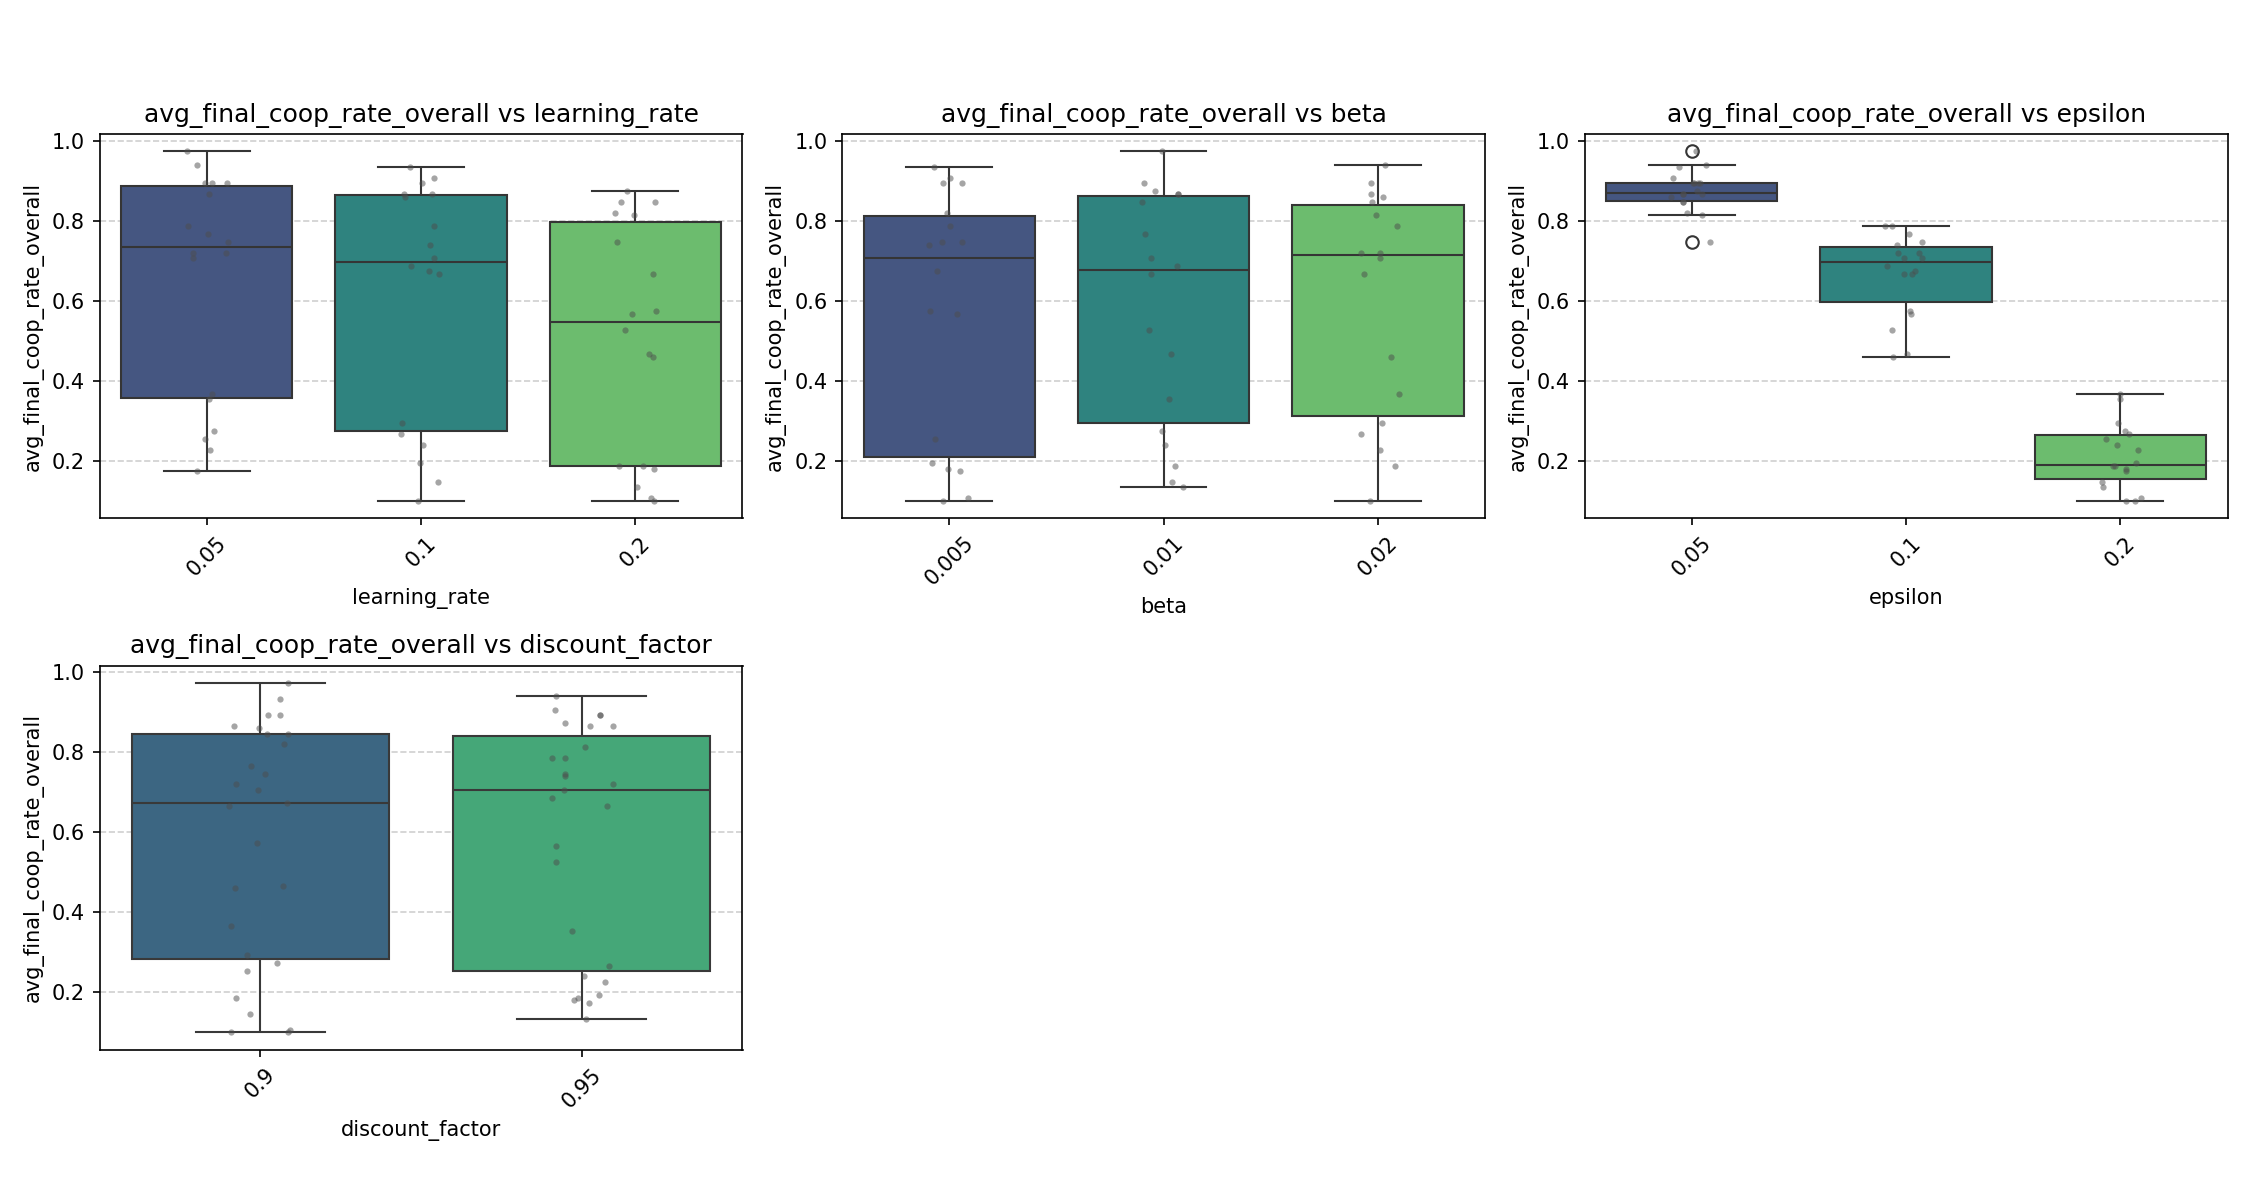 avg_final_coop_rate_overall vs learning_rate
avg_final_coop_rate_overall
1.0
0.8
0.6
0.4
0.2
0.05
0.1
0.2
learning_rate
avg_final_coop_rate_overall vs beta
avg_final_coop_rate_overall
1.0
0.8
0.6
0.4
0.2
0.005
0.01
0.02
beta
avg_final_coop_rate_overall vs epsilon
avg_final_coop_rate_overall
1.0
0.8
0.6
0.4
0.2
0.05
0.1
0.2
epsilon
avg_final_coop_rate_overall vs discount_factor
avg_final_coop_rate_overall
1.0
0.8
0.6
0.4
0.2
0.9
0.95
discount_factor